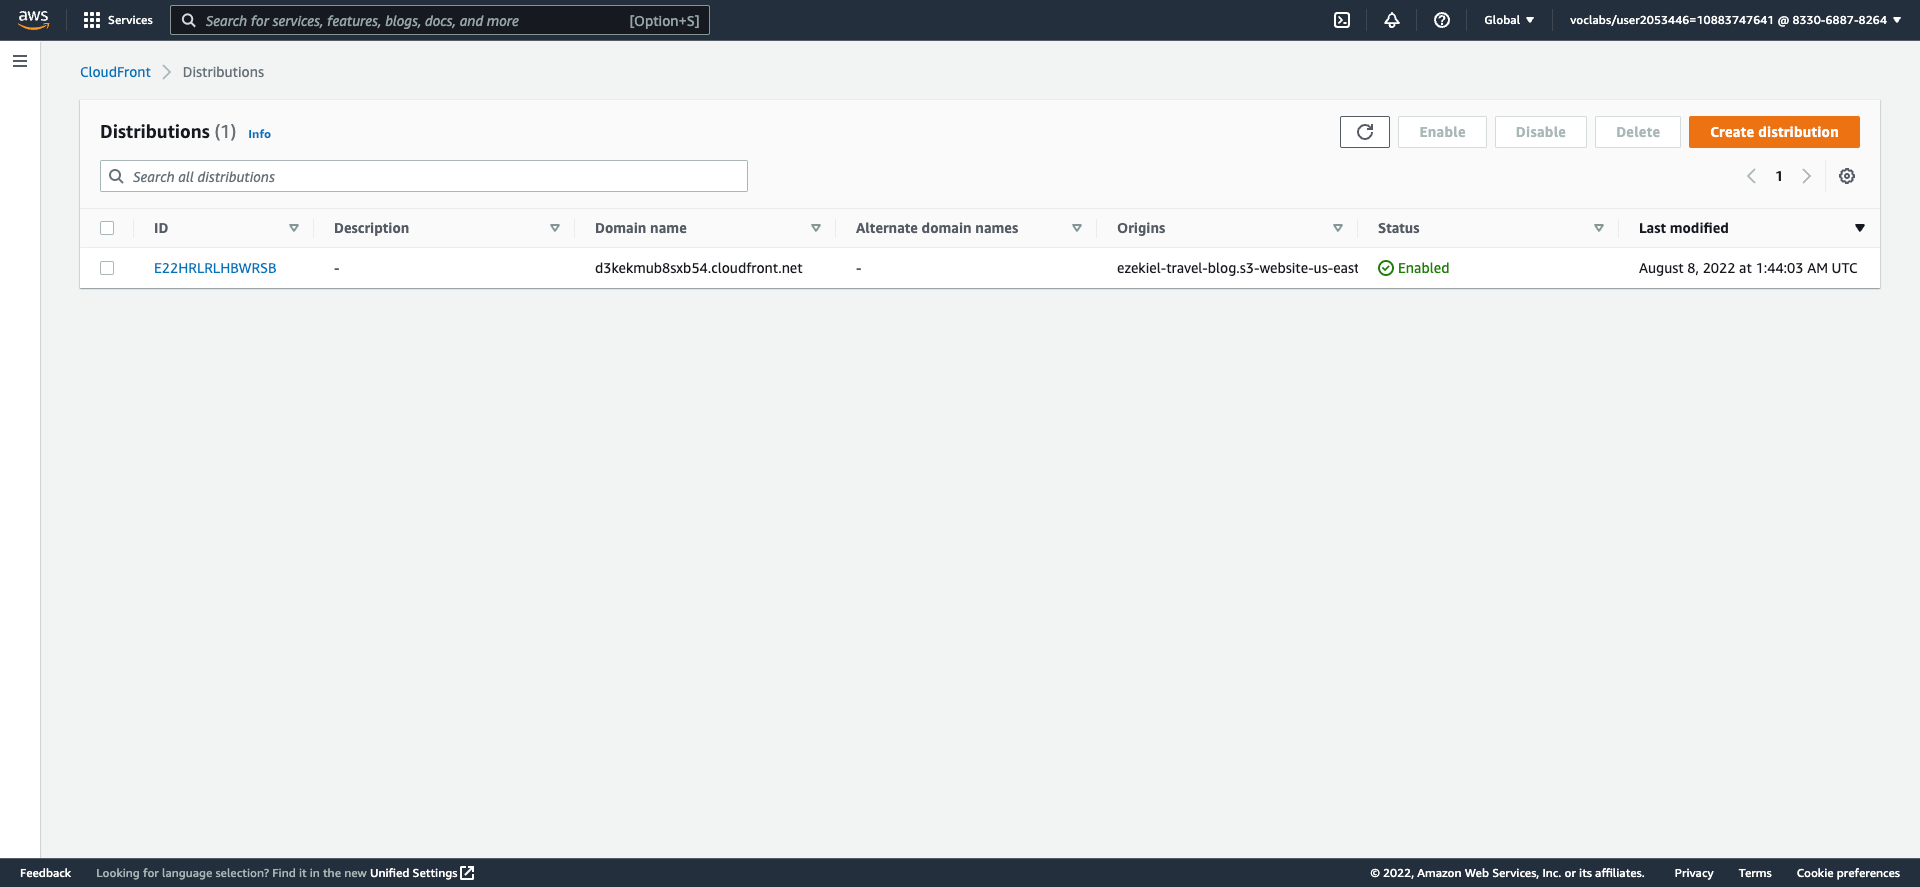 aws
Services
Search for services, features, blogs, docs, and more [Option+S]
Global
voclabs/user2053446=10883747641 @ 8330-6887-8264
CloudFront Distributions
Distributions (1) Info
Enable Disable Delete Create distribution
Search all distributions
1
ID Description Domain name Alternate domain names Origins Status Last modified
E22HRLRLHBWRSB - d3kekmub8sxb54.cloudfront.net - ezekiel-travel-blog.s3-website-us-east Enabled August 8, 2022 at 1:44:03 AM UTC
Feedback Looking for language selection? Find it in the new Unified Settings © 2022, Amazon Web Services, Inc. or its affiliates. Privacy Terms Cookie preferences